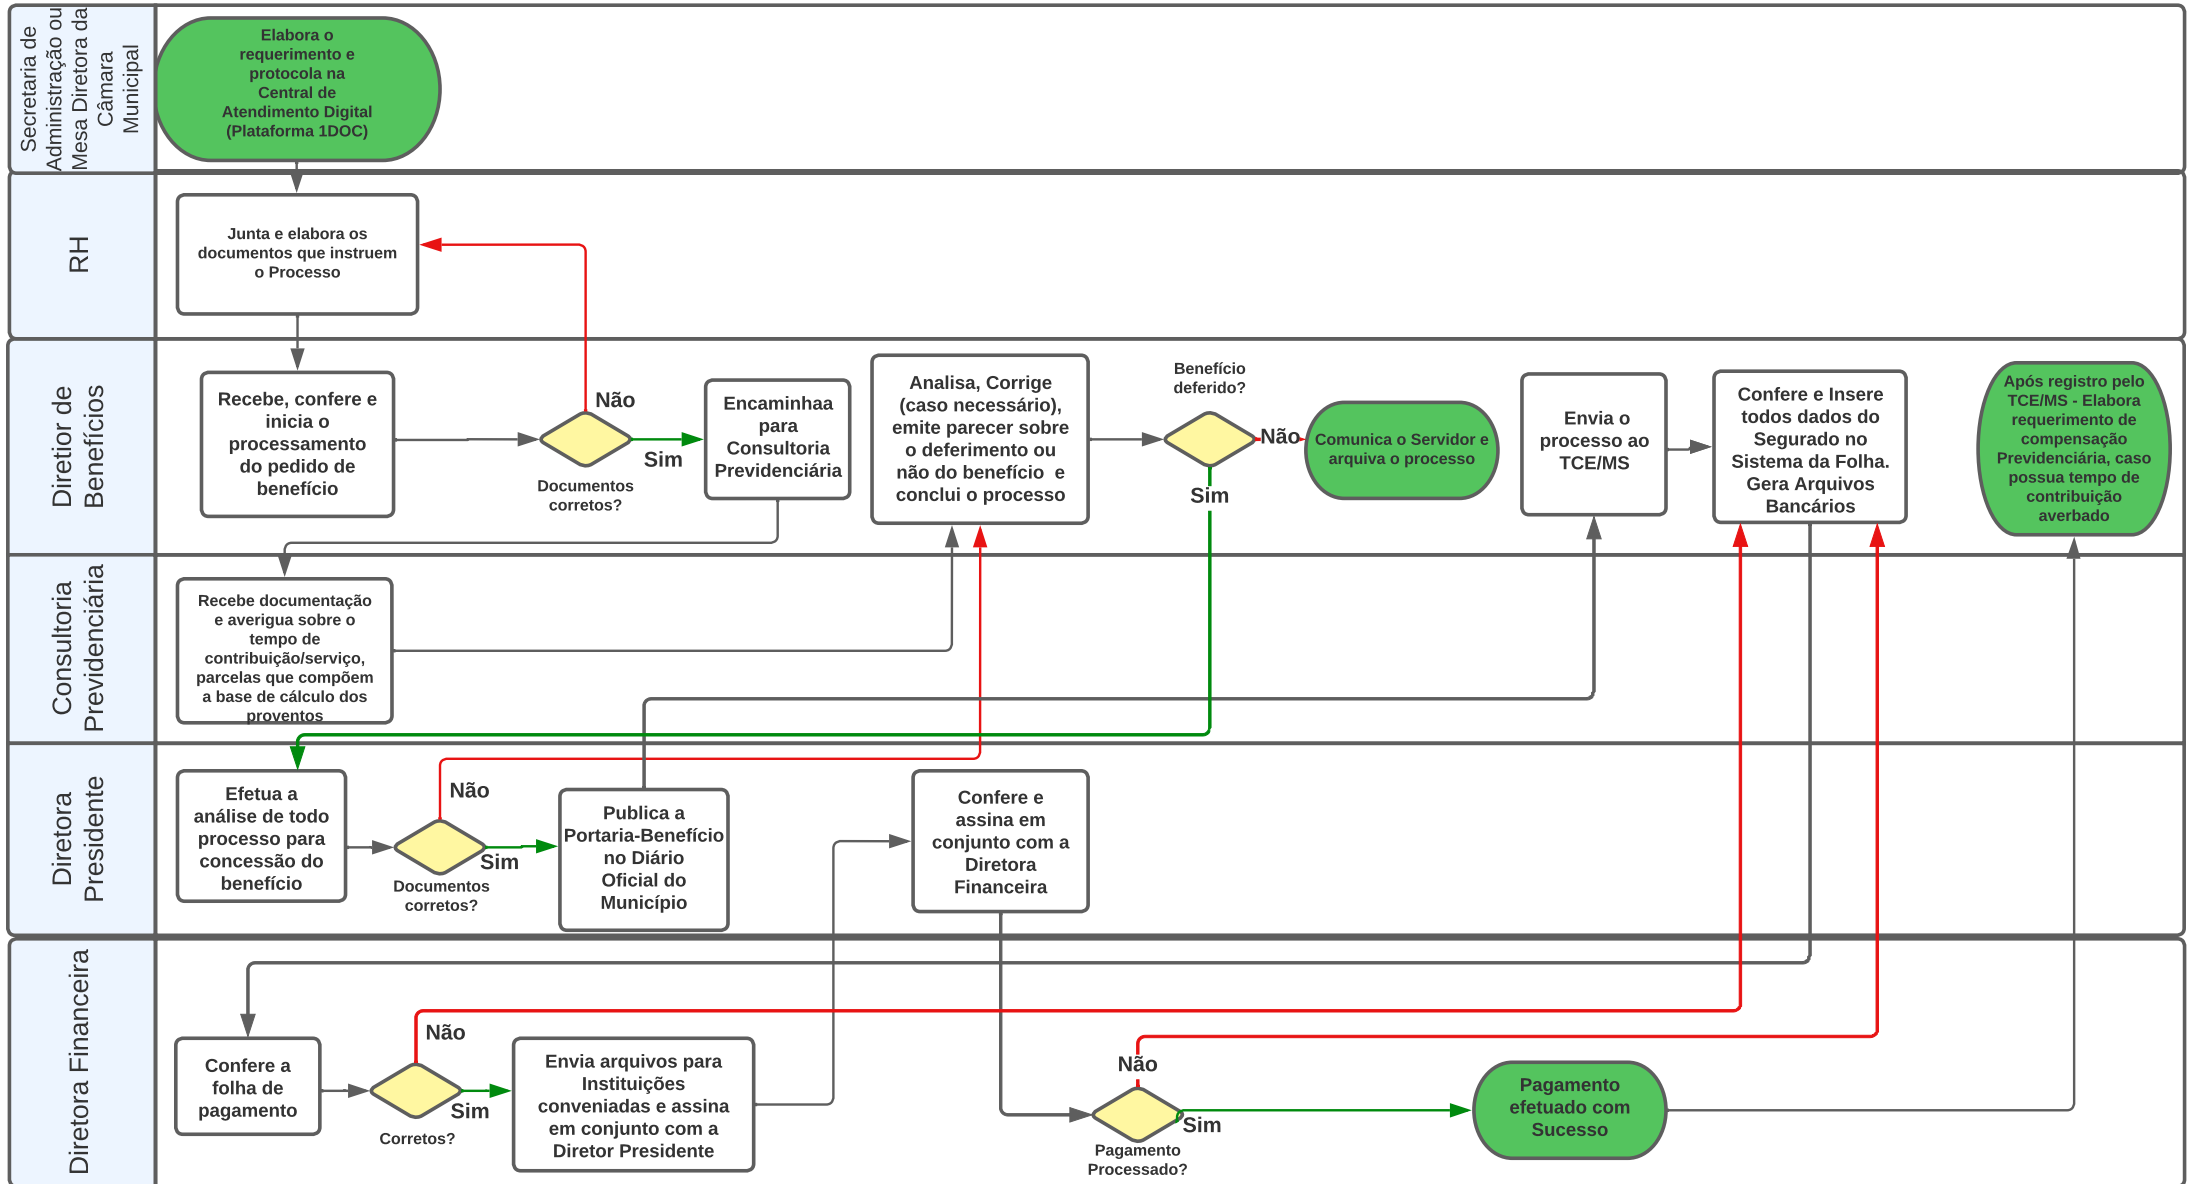 Secretaria de
Administração ou
Mesa Diretora da
Câmara
Municipal
Elabora o
requerimento e
protocola na
Central de
Atendimento Digital
(Plataforma 1DOC)
RH
Junta e elabora os
documentos que instruem
o Processo
Diretior de
Benefícios
Recebe, confere e
inicia o
processamento
do pedido de
benefício
Não
Sim
Documentos
corretos?
Encaminhaa
para
Consultoria
Previdenciária
Analisa, Corrige
(caso necessário),
emite parecer sobre
o deferimento ou
não do benefício e
conclui o processo
Benefício
deferido?
Não
Sim
Comunica o Servidor e
arquiva o processo
Envia o
processo ao
TCE/MS
Confere e Insere
todos dados do
Segurado no
Sistema da Folha.
Gera Arquivos
Bancários
Após registro pelo
TCE/MS - Elabora
requerimento de
compensação
Previdenciária, caso
possua tempo de
contribuição
averbado
Consultoria
Previdenciária
Recebe documentação
e averigua sobre o
tempo de
contribuição/serviço,
parcelas que compõem
a base de cálculo dos
proventos
Diretora
Presidente
Efetua a
análise de todo
processo para
concessão do
benefício
Não
Sim
Documentos
corretos?
Publica a
Portaria-Benefício
no Diário
Oficial do
Município
Confere e
assina em
conjunto com a
Diretora
Financeira
Diretora Financeira
Confere a
folha de
pagamento
Não
Sim
Corretos?
Envia arquivos para
Instituições
conveniadas e assina
em conjunto com a
Diretor Presidente
Não
Sim
Pagamento
Processado?
Pagamento
efetuado com
Sucesso